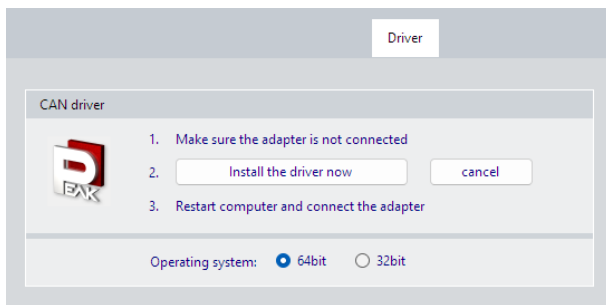 Driver
CAN driver
PEAK
1. Make sure the adapter is not connected
2. Install the driver now cancel
3. Restart computer and connect the adapter
Operating system: 64bit 32bit